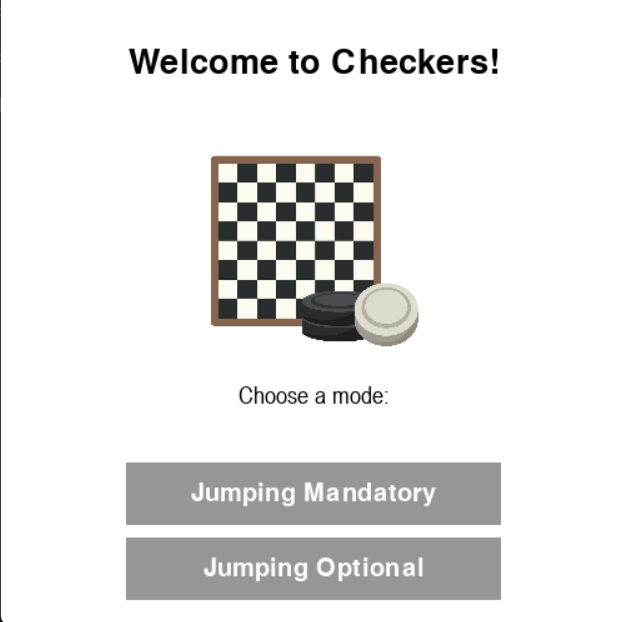 Welcome to Checkers!
Choose a mode:
Jumping Mandatory
Jumping Optional